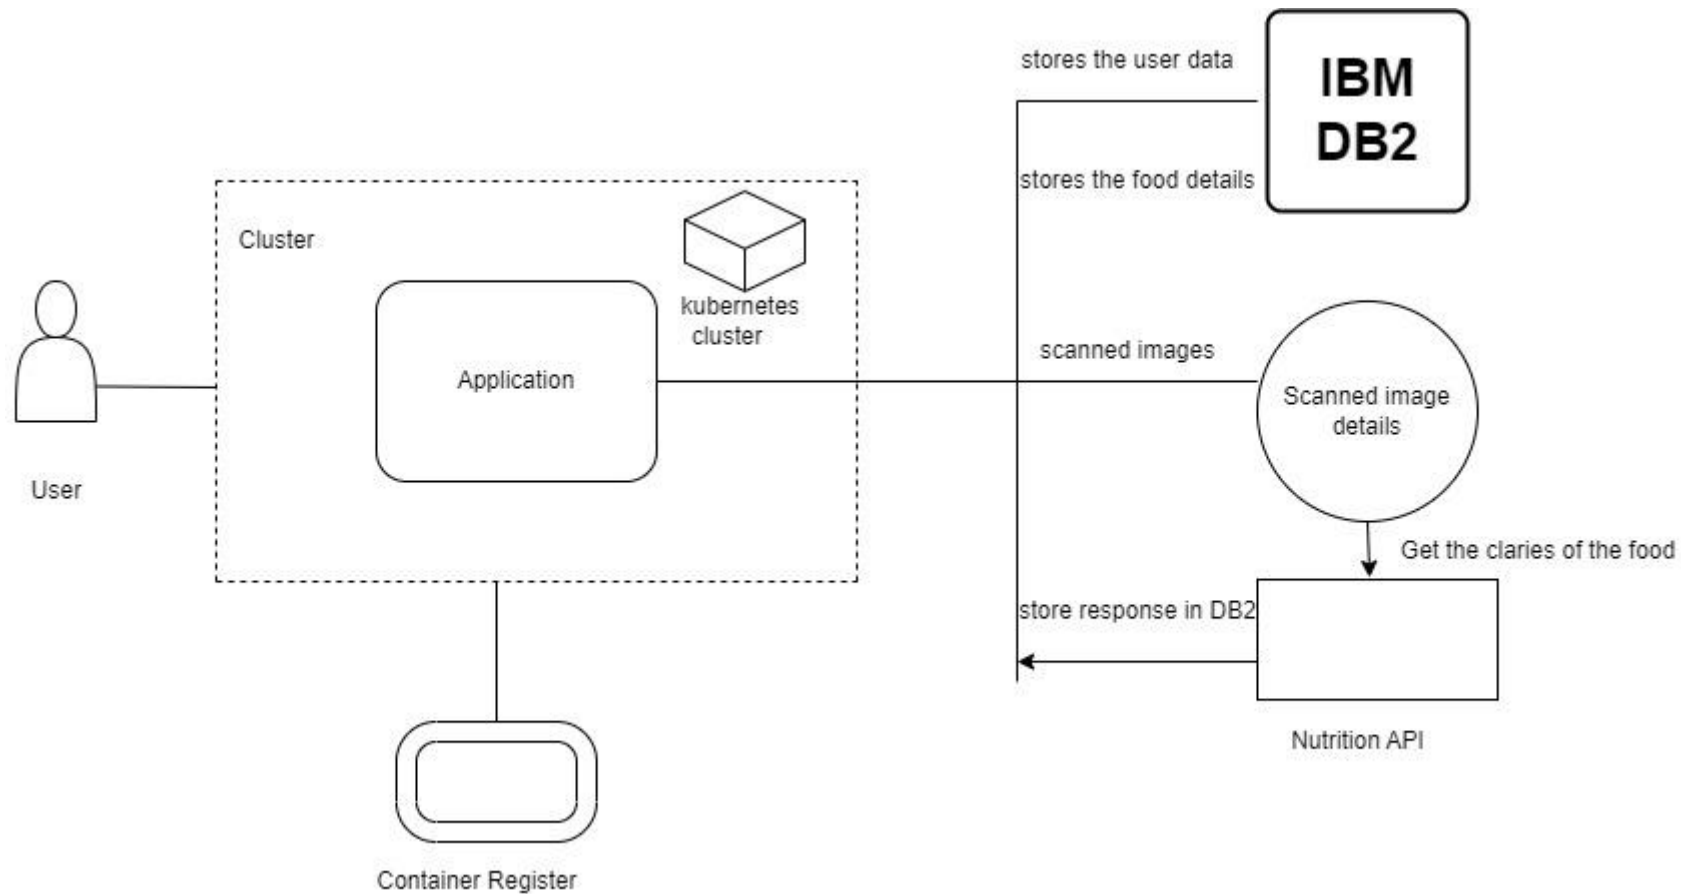 stores the user data
IBM
DB2
stores the food details
Cluster
kubernetes
cluster
scanned images
Application
Scanned image
details
User
Get the claries of the food
store response in DB2
Nutrition API
Container Register